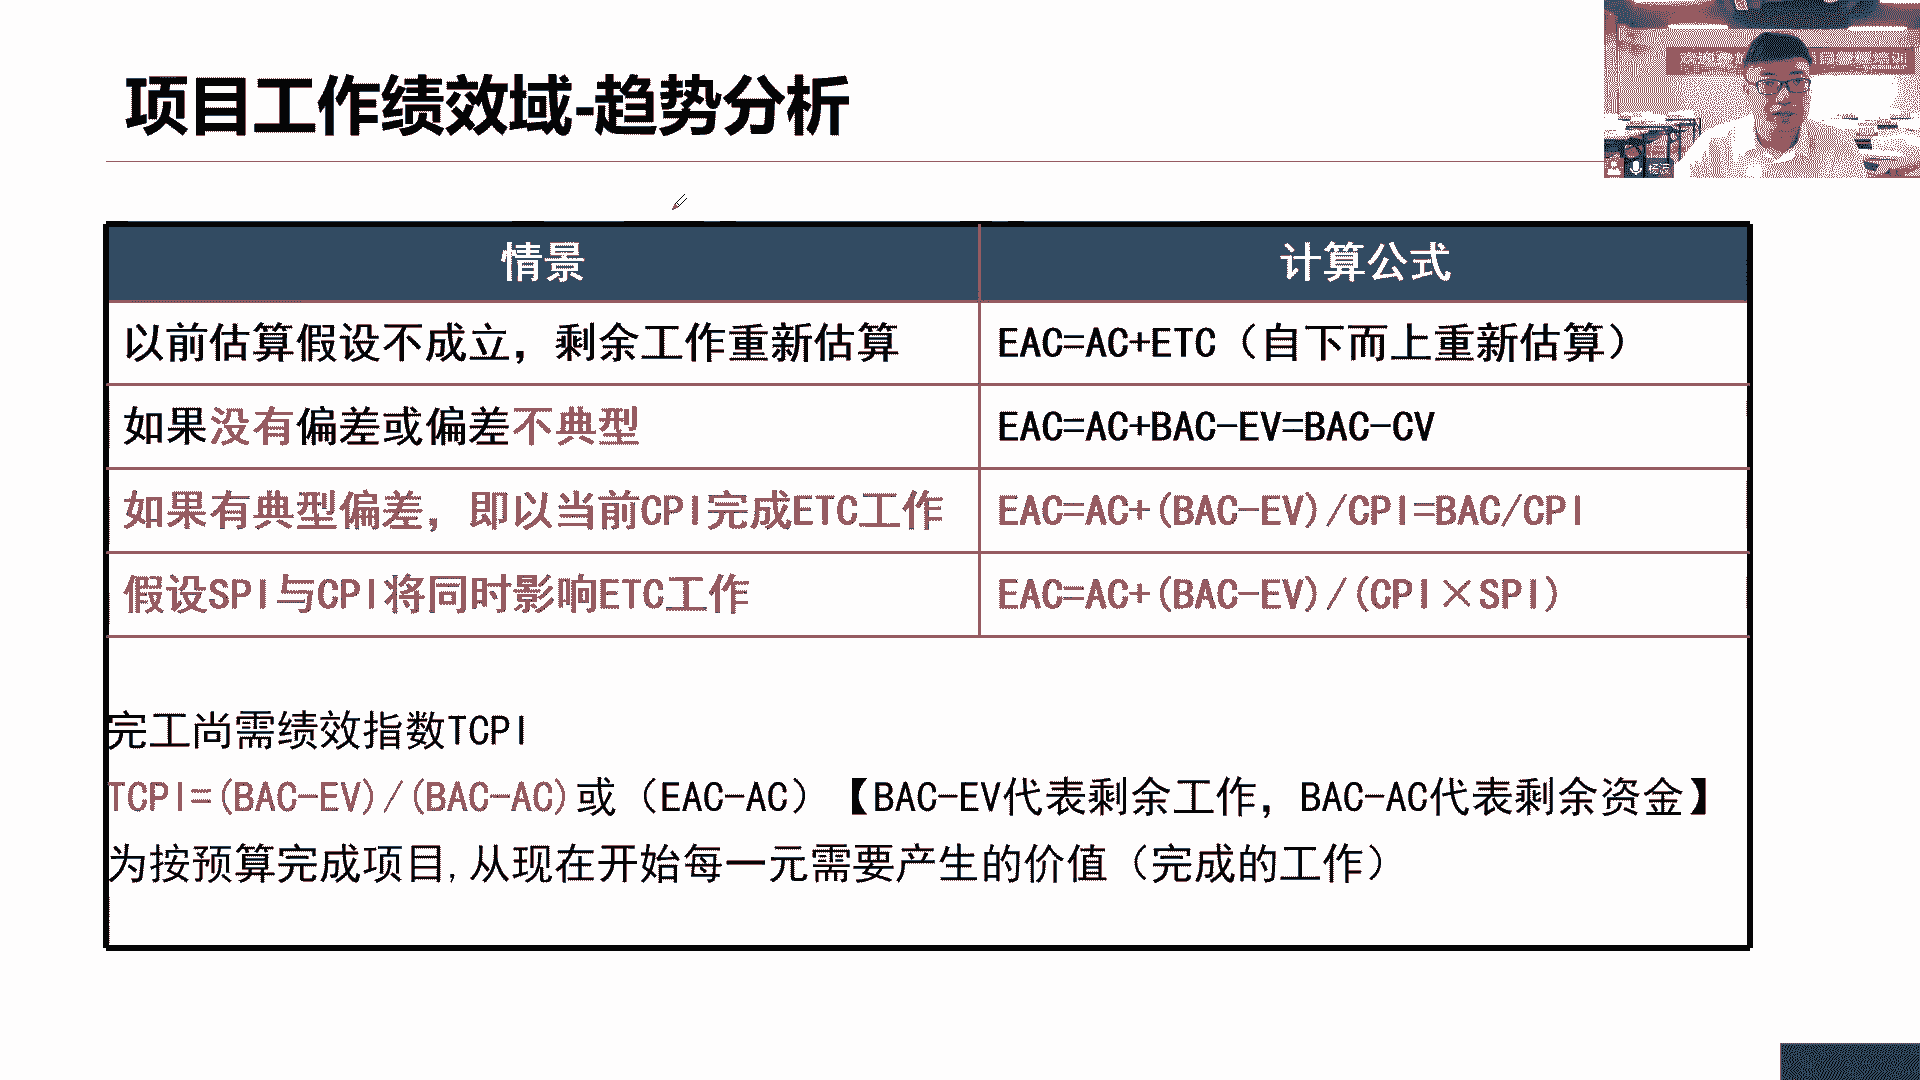 项目工作绩效域-趋势分析
情景
计算公式
以前估算假设不成立，剩余工作重新估算
EAC=AC+ETC（自下而上重新估算）
如果没有偏差或偏差不典型
EAC=AC+BAC-EV=BAC-CV
如果有典型偏差，即以当前CPI完成ETC工作
EAC=AC+(BAC-EV)/CPI=BAC/CPI
假设SPI与CPI将同时影响ETC工作
EAC=AC+(BAC-EV)/(CPI×SPI)
完工尚需绩效指数TCPI
TCPI=(BAC-EV)/(BAC-AC)或（EAC-AC）【BAC-EV代表剩余工作，BAC-AC代表剩余资金】
为按预算完成项目,从现在开始每一元需要产生的价值（完成的工作）